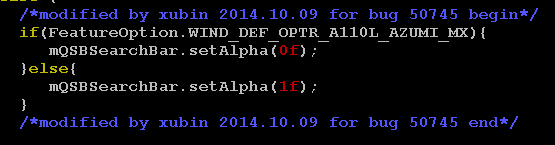 /*modified by xubin 2014.10.09 for bug 50745 begin*/
if(FeatureOption.WIND_DEF_OPTR_A110L_AZUMI_MX){
mQSBSearchBar.setAlpha(0f);
}else{
mQSBSearchBar.setAlpha(1f);
}
/*modified by xubin 2014.10.09 for bug 50745 end*/